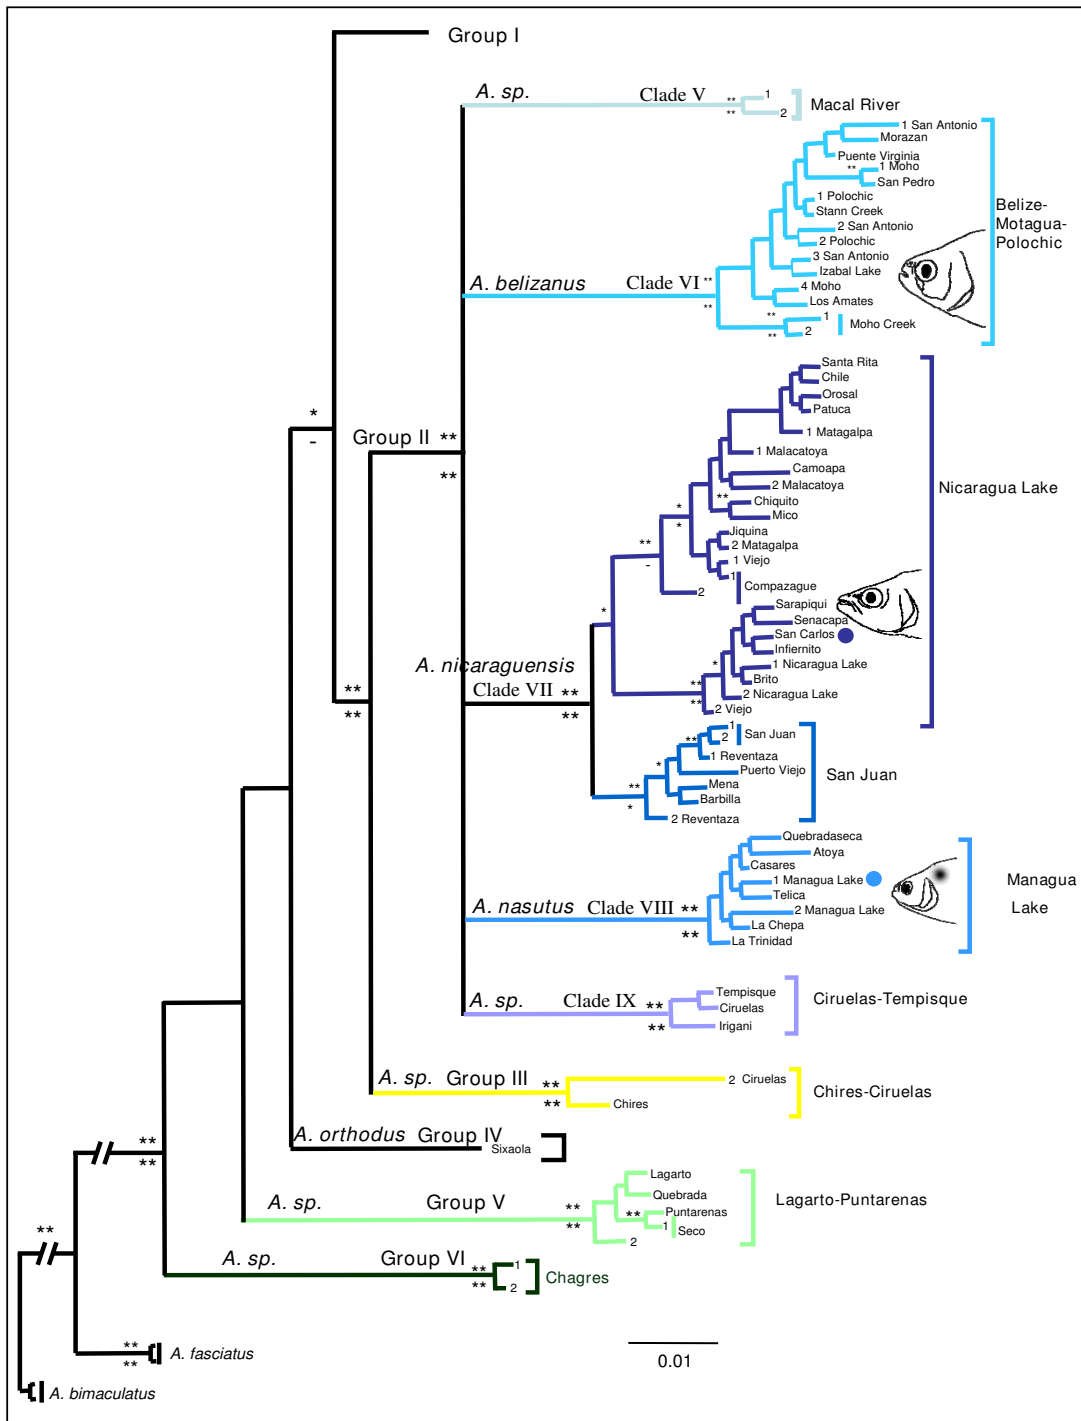 Group I
A. sp.
Clade V
**
**
1
2
Macal River
1 San Antonio
Morazan
Puente Virginia
**
1 Moho
San Pedro
1 Polochic
Stann Creek
2 San Antonio
2 Polochic
3 San Antonio
Izabal Lake
4 Moho
Los Amates
**
**
1
2
Moho Creek
A. belizanus
Clade VI
**
**
Belize-
Motagua-
Polochic
*
-
Group II
**
**
Santa Rita
Chile
Orosal
Patuca
1 Matagalpa
1 Malacatoya
Camoapa
2 Malacatoya
**
Chiquito
Mico
*
*
Jiquina
2 Matagalpa
1 Viejo
1
Compazague
**
-
2
Nicaragua Lake
*
Sarapiqui
Senacapa
San Carlos
Infiernito
*
1 Nicaragua Lake
Brito
**
**
2 Nicaragua Lake
2 Viejo
A. nicaraguensis
Clade VII
**
**
**
**
1
2
San Juan
**
1 Reventaza
*
Puerto Viejo
Mena
Barbilla
**
*
2 Reventaza
San Juan
Quebradaseca
Atoya
Casares
1 Managua Lake
Telica
2 Managua Lake
La Chepa
La Trinidad
A. nasutus
Clade VIII
**
**
Managua
Lake
A. sp.
Clade IX
**
**
Tempisque
Ciruelas
Irigani
Ciruelas-Tempisque
A. sp.
Group III
**
**
2 Ciruelas
Chires
Chires-Ciruelas
A. orthodus
Group IV
Sixaola
**
**
A. sp.
Group V
**
**
Lagarto
Quebrada
**
Puntarenas
1
Seco
2
Lagarto-Puntarenas
**
A. sp.
Group VI
**
**
1
2
Chagres
**
**
A. fasciatus
A. bimaculatus
0.01